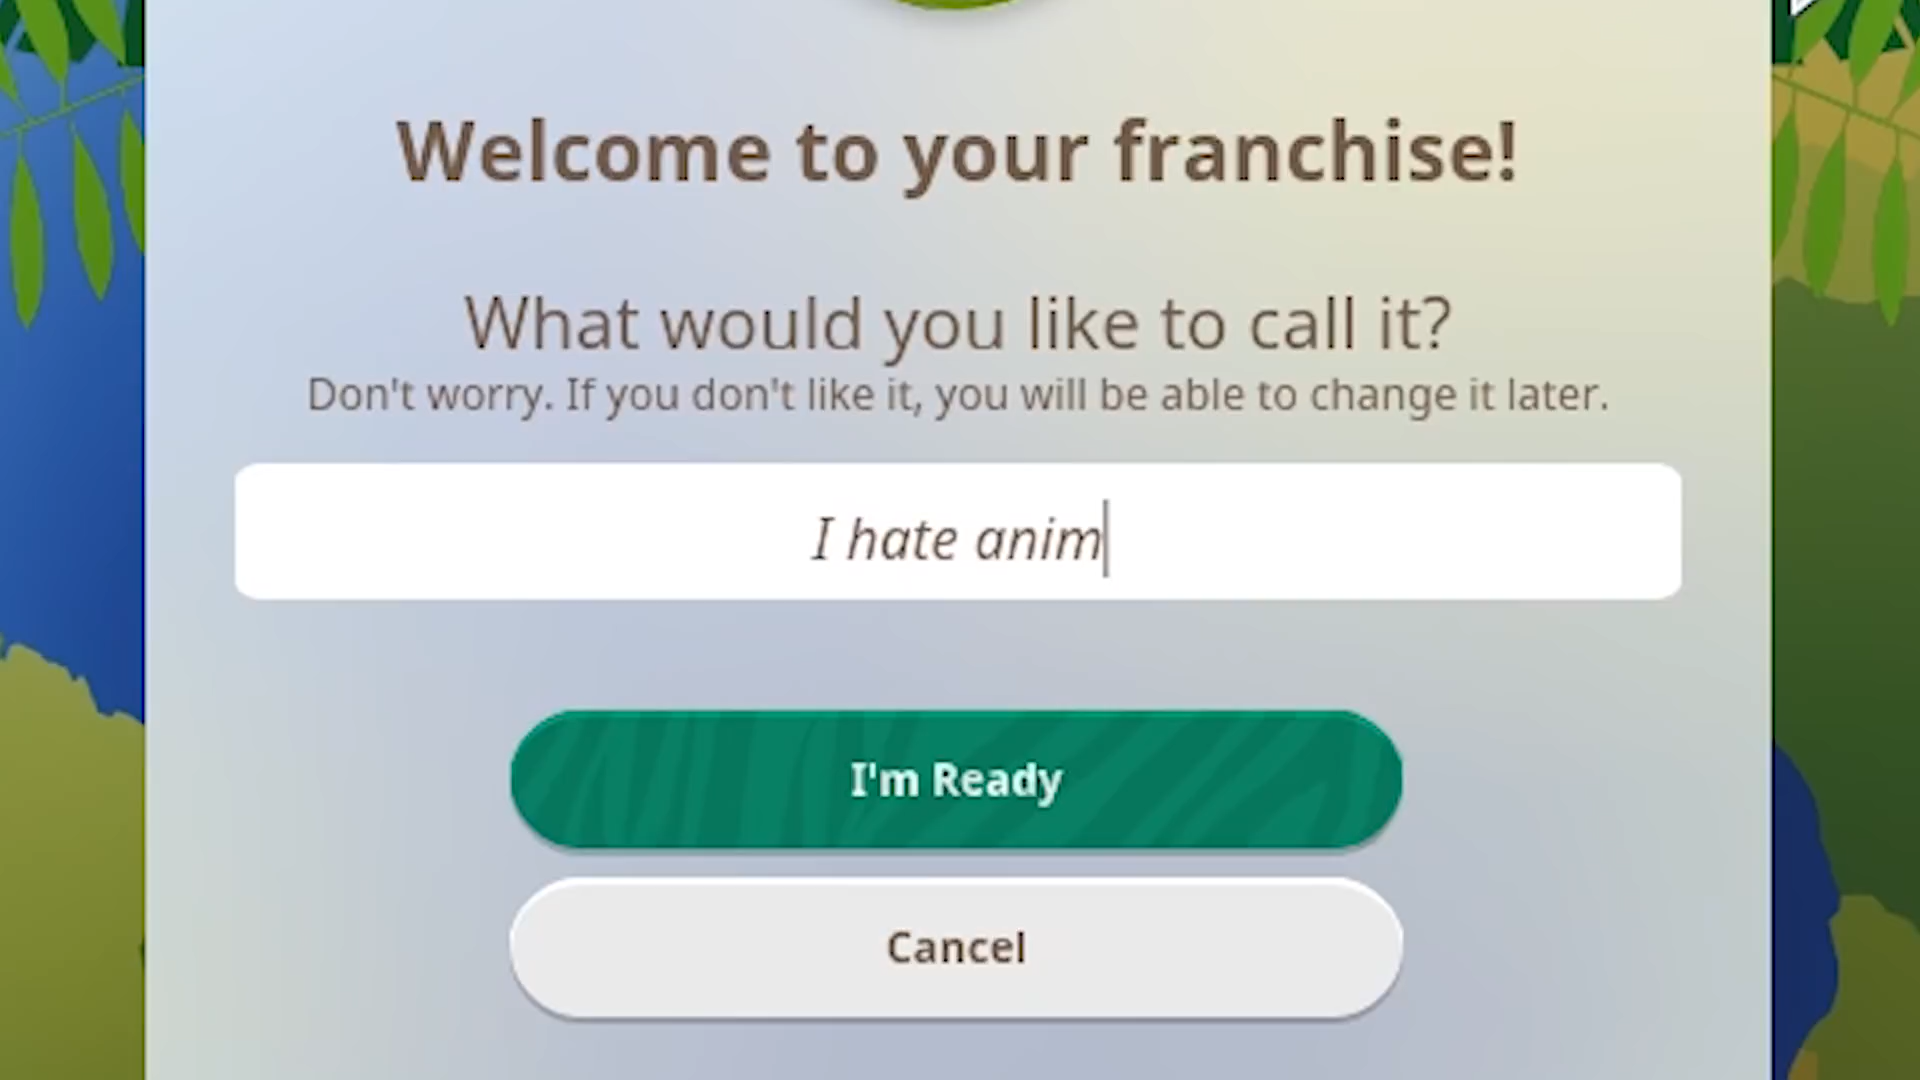 Welcome to your franchise!
What would you like to call it?
Don't worry. If you don't like it, you will be able to change it later.
I hate anim
I'm Ready
Cancel